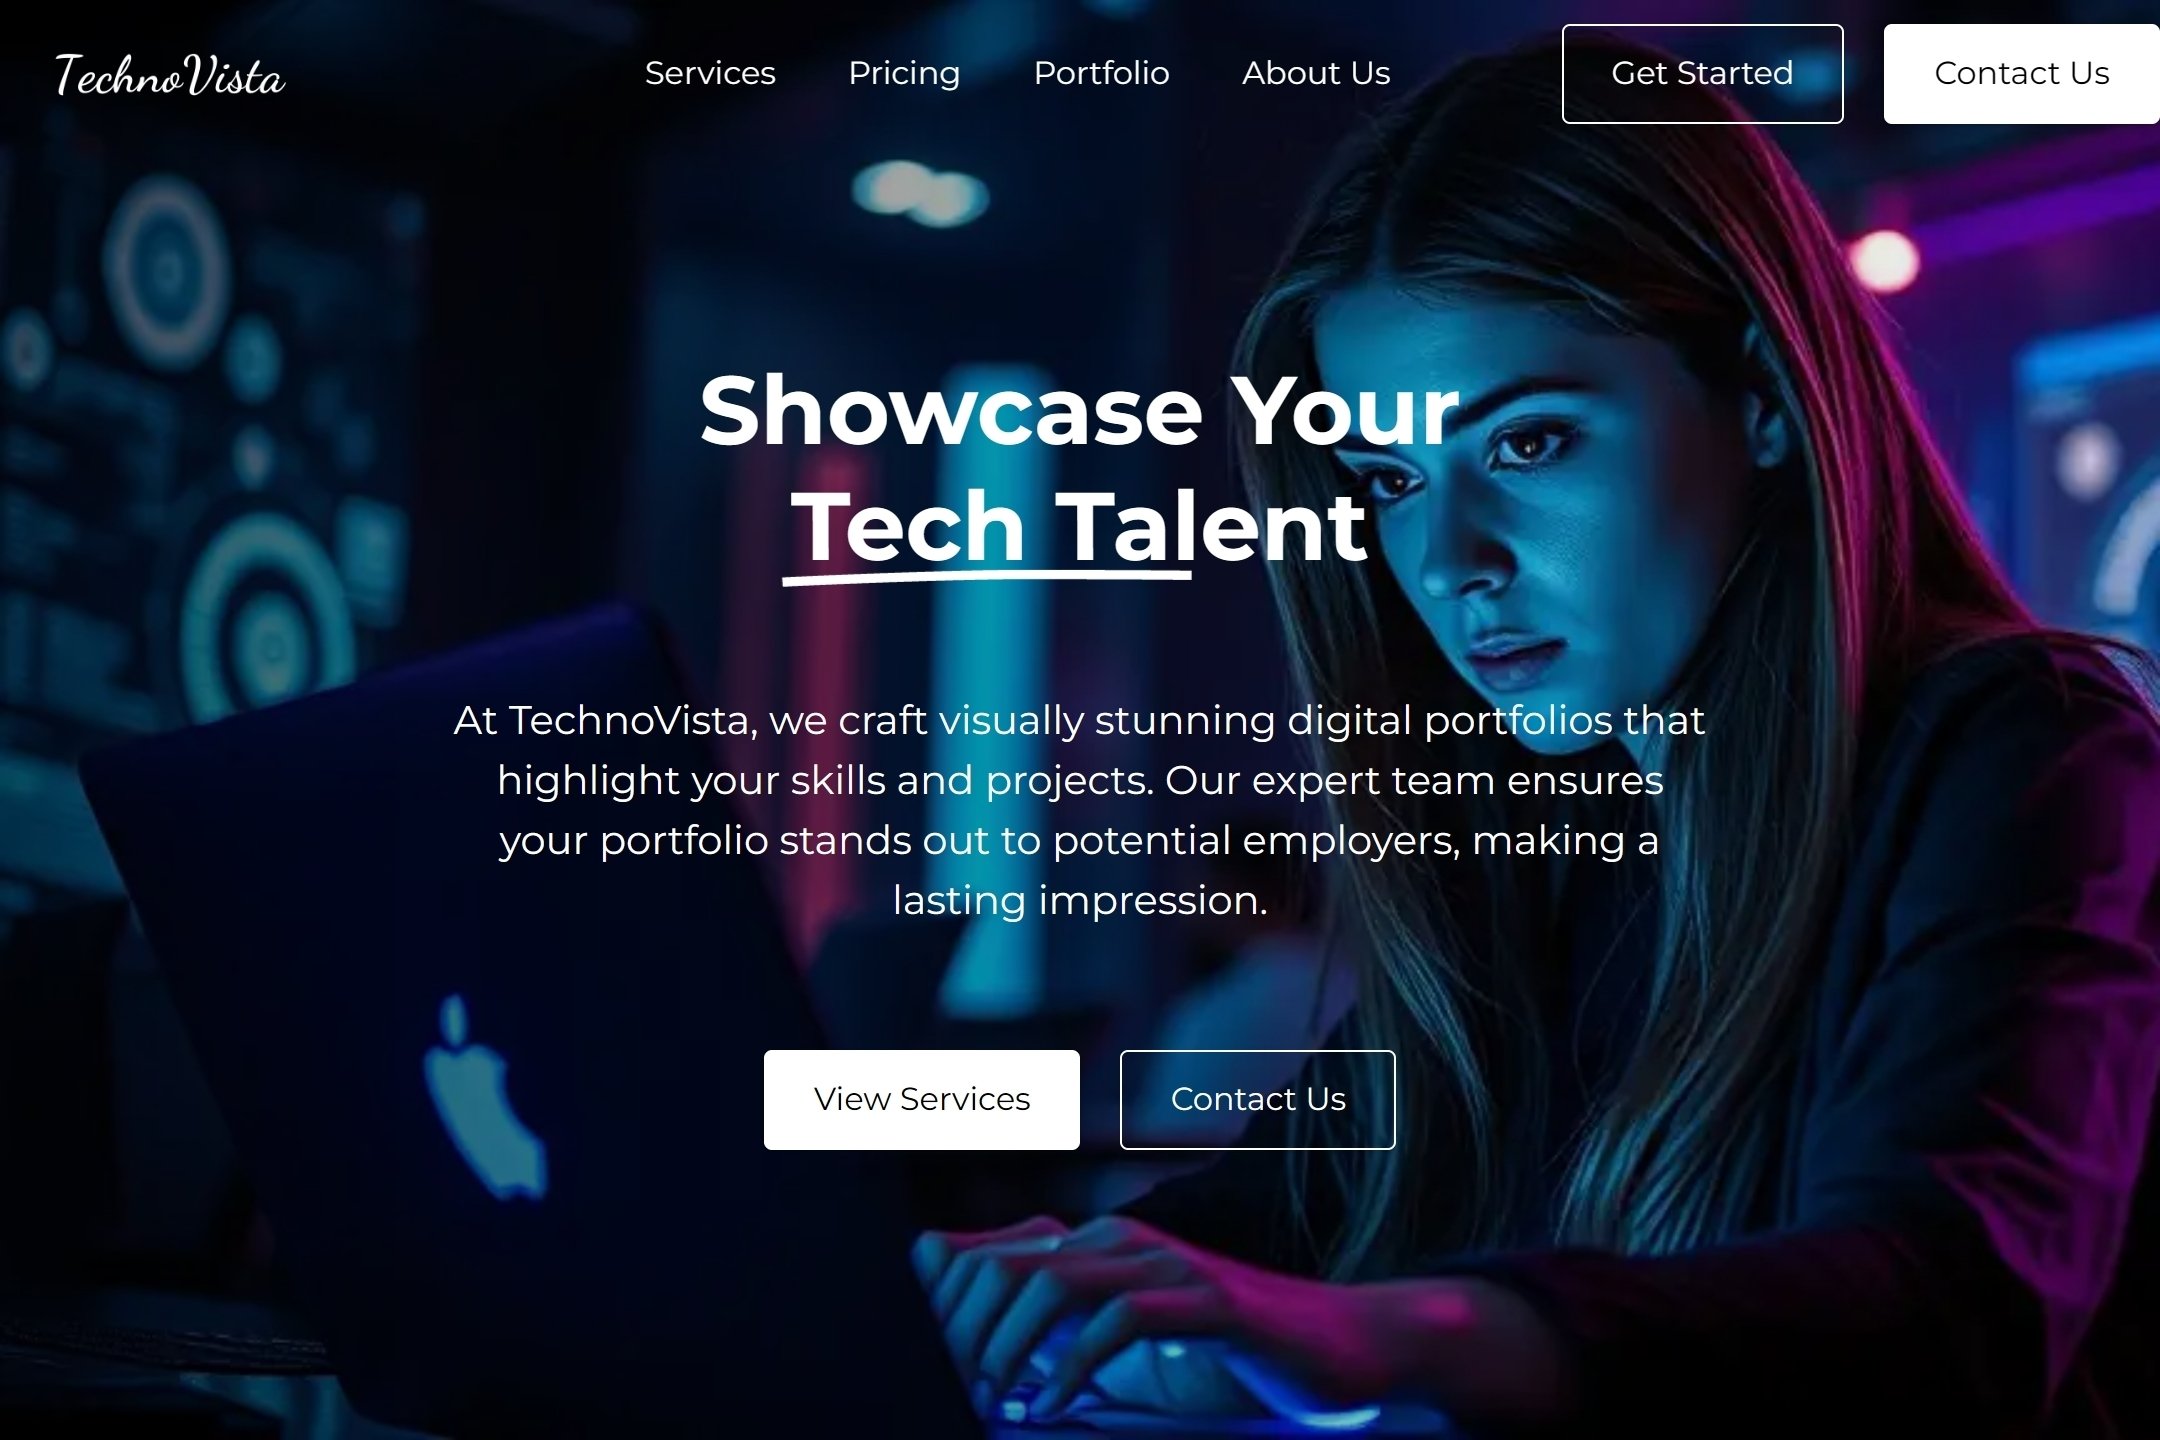 TechnoVista
Services
Pricing
Portfolio
About Us
Get Started
Contact Us
Showcase Your
Tech Talent
At TechnoVista, we craft visually stunning digital portfolios that
highlight your skills and projects. Our expert team ensures
your portfolio stands out to potential employers, making a
lasting impression.
View Services
Contact Us